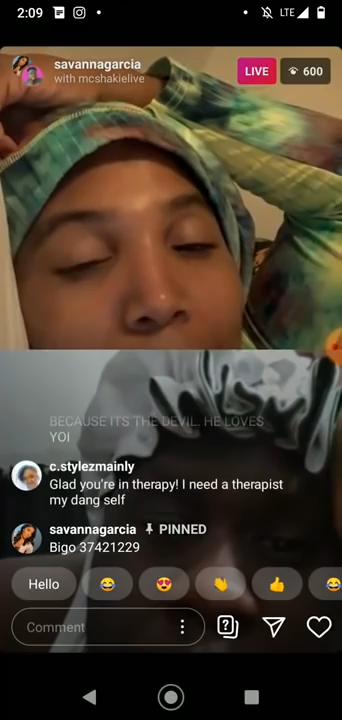 2:09
LTE
savannagarcia
with mcshakielive
LIVE
600
BECAUSE ITS THE DEVIL. HE LOVES
YOI
c.stylezmainly
Glad you're in therapy! I need a therapist
my dang self
savannagarcia PINNED
Bigo 37421229
Hello
Comment